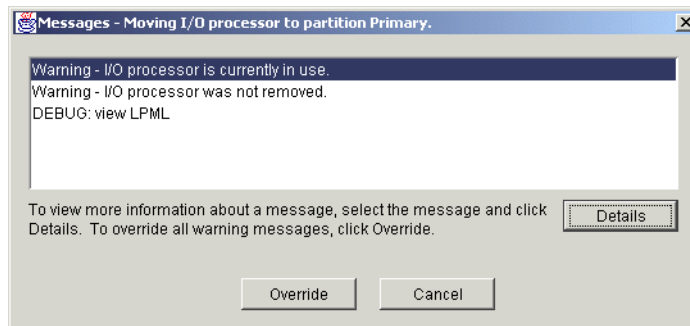 Messages - Moving I/O processor to partition Primary.
Warning - I/O processor is currently in use.
Warning - I/O processor was not removed.
DEBUG: view LPML
To view more information about a message, select the message and click
Details. To override all warning messages, click Override.
Details
Override
Cancel